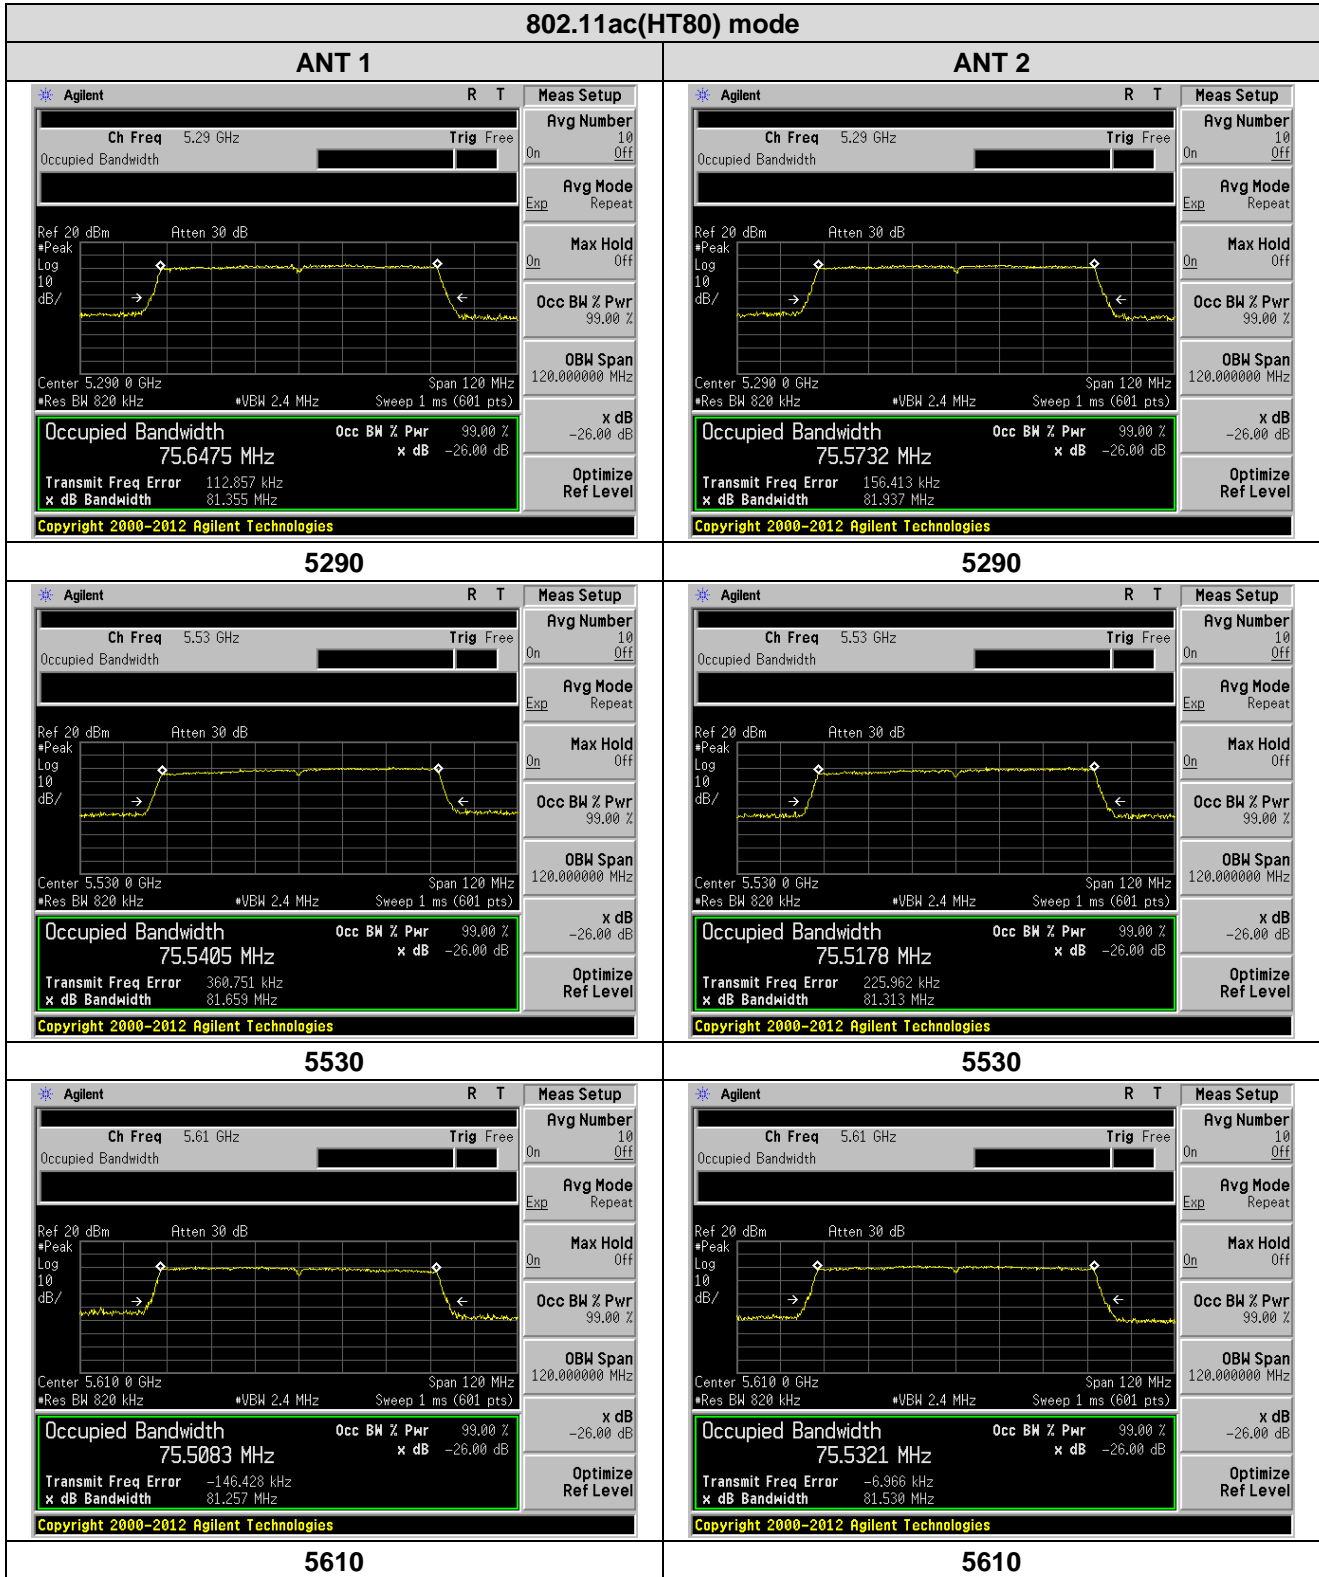 802.11ac(HT80) mode
ANT 1
ANT 2
Agilent R T Meas Setup
Ch Freq 5.29 GHz Trig Free
Occupied Bandwidth
Avg Number
10
On Off
Avg Mode
Exp Repeat
Max Hold
On Off
Occ BW % Pwr
99.00 %
OBW Span
120.000000 MHz
x dB
-26.00 dB
Optimize
Ref Level
Ref 20 dBm Atten 30 dB
#Peak
Log
10
dB/
Center 5.290 0 GHz Span 120 MHz
#Res BW 820 kHz #VBW 2.4 MHz Sweep 1 ms (601 pts)
Occupied Bandwidth Occ BW % Pwr 99.00 %
75.6475 MHz x dB -26.00 dB
Transmit Freq Error 112.857 kHz
x dB Bandwidth 81.355 MHz
Copyright 2000-2012 Agilent Technologies
Agilent R T Meas Setup
Ch Freq 5.29 GHz Trig Free
Occupied Bandwidth
Avg Number
10
On Off
Avg Mode
Exp Repeat
Max Hold
On Off
Occ BW % Pwr
99.00 %
OBW Span
120.000000 MHz
x dB
-26.00 dB
Optimize
Ref Level
Ref 20 dBm Atten 30 dB
#Peak
Log
10
dB/
Center 5.290 0 GHz Span 120 MHz
#Res BW 820 kHz #VBW 2.4 MHz Sweep 1 ms (601 pts)
Occupied Bandwidth Occ BW % Pwr 99.00 %
75.5732 MHz x dB -26.00 dB
Transmit Freq Error 156.413 kHz
x dB Bandwidth 81.937 MHz
Copyright 2000-2012 Agilent Technologies
5290
5290
Agilent R T Meas Setup
Ch Freq 5.53 GHz Trig Free
Occupied Bandwidth
Avg Number
10
On Off
Avg Mode
Exp Repeat
Max Hold
On Off
Occ BW % Pwr
99.00 %
OBW Span
120.000000 MHz
x dB
-26.00 dB
Optimize
Ref Level
Ref 20 dBm Atten 30 dB
#Peak
Log
10
dB/
Center 5.530 0 GHz Span 120 MHz
#Res BW 820 kHz #VBW 2.4 MHz Sweep 1 ms (601 pts)
Occupied Bandwidth Occ BW % Pwr 99.00 %
75.5405 MHz x dB -26.00 dB
Transmit Freq Error 360.751 kHz
x dB Bandwidth 81.659 MHz
Copyright 2000-2012 Agilent Technologies
Agilent R T Meas Setup
Ch Freq 5.53 GHz Trig Free
Occupied Bandwidth
Avg Number
10
On Off
Avg Mode
Exp Repeat
Max Hold
On Off
Occ BW % Pwr
99.00 %
OBW Span
120.000000 MHz
x dB
-26.00 dB
Optimize
Ref Level
Ref 20 dBm Atten 30 dB
#Peak
Log
10
dB/
Center 5.530 0 GHz Span 120 MHz
#Res BW 820 kHz #VBW 2.4 MHz Sweep 1 ms (601 pts)
Occupied Bandwidth Occ BW % Pwr 99.00 %
75.5178 MHz x dB -26.00 dB
Transmit Freq Error 225.962 kHz
x dB Bandwidth 81.313 MHz
Copyright 2000-2012 Agilent Technologies
5530
5530
Agilent R T Meas Setup
Ch Freq 5.61 GHz Trig Free
Occupied Bandwidth
Avg Number
10
On Off
Avg Mode
Exp Repeat
Max Hold
On Off
Occ BW % Pwr
99.00 %
OBW Span
120.000000 MHz
x dB
-26.00 dB
Optimize
Ref Level
Ref 20 dBm Atten 30 dB
#Peak
Log
10
dB/
Center 5.610 0 GHz Span 120 MHz
#Res BW 820 kHz #VBW 2.4 MHz Sweep 1 ms (601 pts)
Occupied Bandwidth Occ BW % Pwr 99.00 %
75.5083 MHz x dB -26.00 dB
Transmit Freq Error -146.428 kHz
x dB Bandwidth 81.257 MHz
Copyright 2000-2012 Agilent Technologies
Agilent R T Meas Setup
Ch Freq 5.61 GHz Trig Free
Occupied Bandwidth
Avg Number
10
On Off
Avg Mode
Exp Repeat
Max Hold
On Off
Occ BW % Pwr
99.00 %
OBW Span
120.000000 MHz
x dB
-26.00 dB
Optimize
Ref Level
Ref 20 dBm Atten 30 dB
#Peak
Log
10
dB/
Center 5.610 0 GHz Span 120 MHz
#Res BW 820 kHz #VBW 2.4 MHz Sweep 1 ms (601 pts)
Occupied Bandwidth Occ BW % Pwr 99.00 %
75.5321 MHz x dB -26.00 dB
Transmit Freq Error -6.966 kHz
x dB Bandwidth 81.530 MHz
Copyright 2000-2012 Agilent Technologies
5610
5610